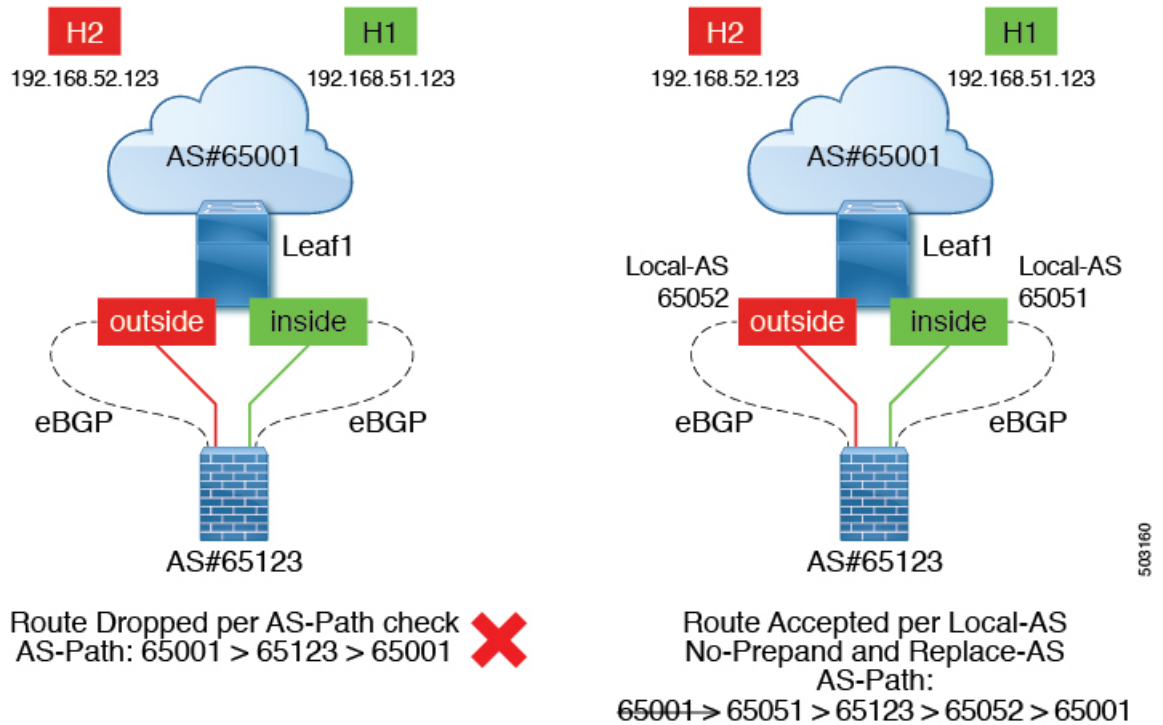 H2
H1
192.168.52.123
192.168.51.123
AS#65001
Leaf1
outside
inside
eBGP
eBGP
AS#65123
Route Dropped per AS-Path check
AS-Path: 65001 > 65123 > 65001
H2
H1
192.168.52.123
192.168.51.123
AS#65001
Leaf1
Local-AS
65052
Local-AS
65051
outside
inside
eBGP
eBGP
AS#65123
Route Accepted per Local-AS
No-Prepand and Replace-AS
AS-Path:
65001 > 65051 > 65123 > 65052 > 65001
503160